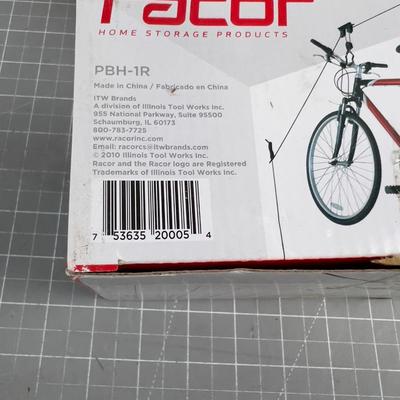 racor
HOME STORAGE PRODUCTS
PBH-1R
Made in China / Fabricado en China
ITW Brands
A division of Illinois Tool Works Inc.
955 National Parkway, Suite 95500
Schaumburg, IL 60173
800-783-7725
www.racorinc.com
Email: racorcs@itwbrands.com
© 2010 Illinois Tool Works Inc.
Racor and the Racor logo are Registered
Trademarks of Illinois Tool Works Inc.
7 53635 20005 4